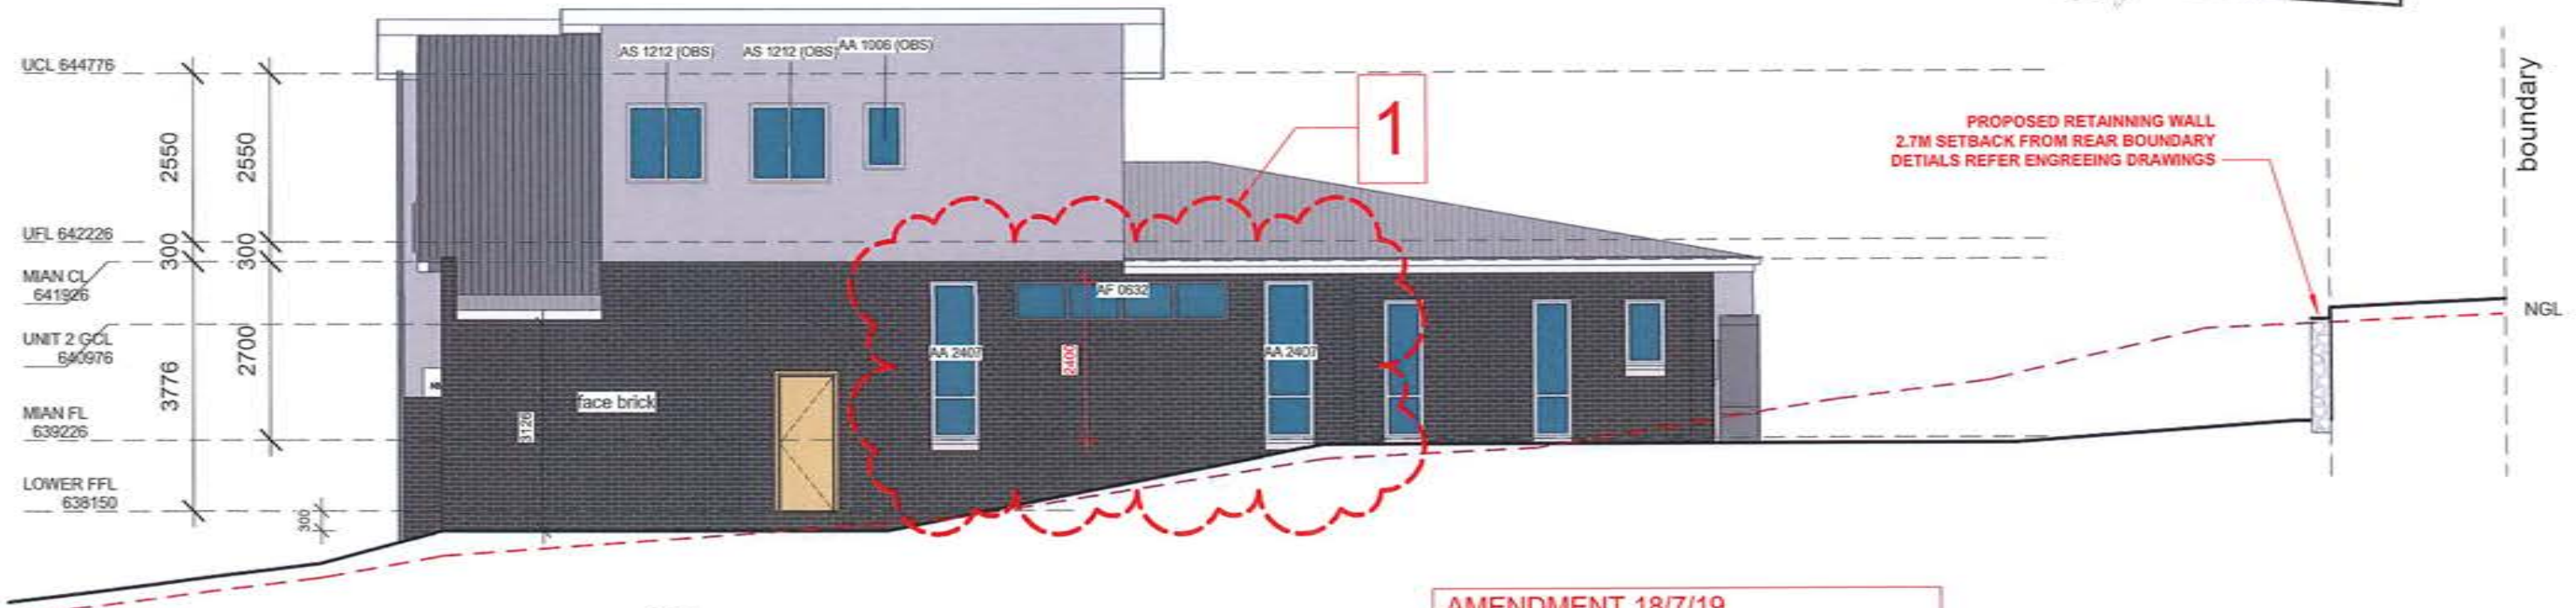 UCL 644776
2550
2550
UFL 642226
300
300
MIAN CL
641926
UNIT 2 GCL
640976
3776
2700
MIAN FL
639226
LOWER FFL
638150
300
3126
face brick
AS 1212 (OBS)
AS 1212 (OBS)
AA 1006 (OBS)
1
AA 2407
AF 0632
2400
AA 2407
PROPOSED RETAINNING WALL
2.7M SETBACK FROM REAR BOUNDARY
DETIALS REFER ENGREEING DRAWINGS
boundary
NGL
AMENDMENT 18/7/19